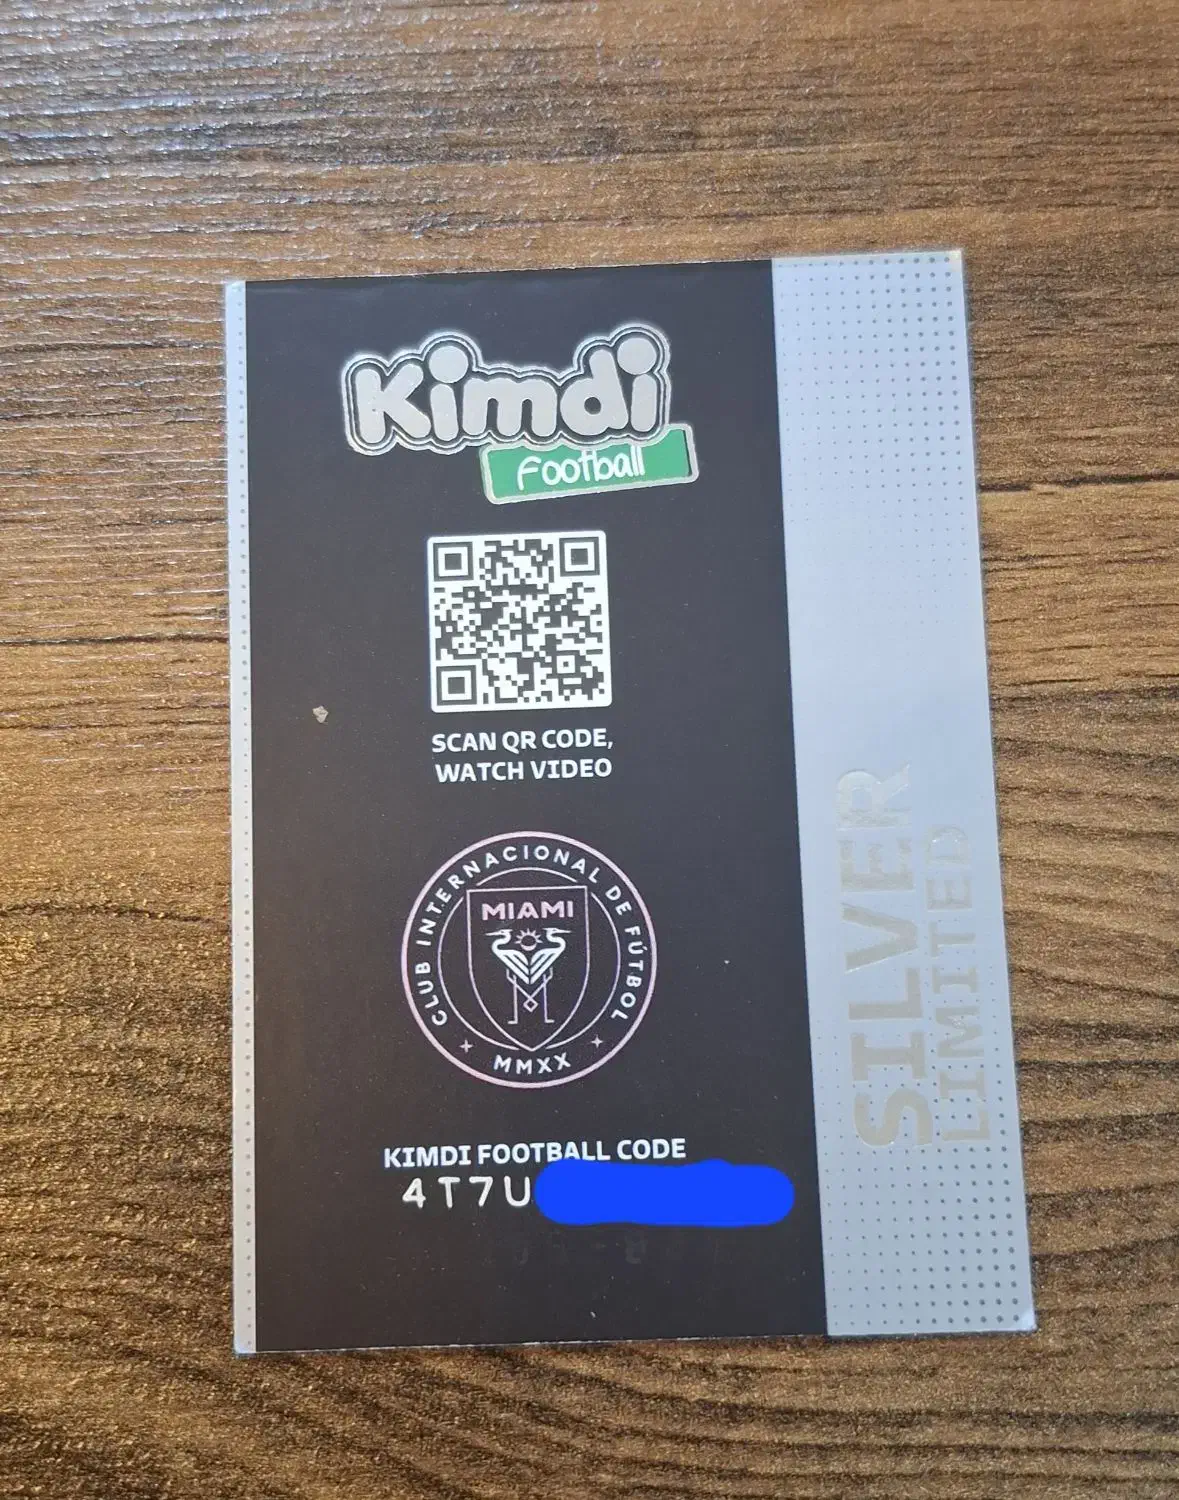 Kimdi
Football
SCAN QR CODE,
WATCH VIDEO
CLUB INTERNACIONAL DE FÚTBOL
MIAMI
MMXX
KIMDI FOOTBALL CODE
4T7U
SILVER
LIMITED